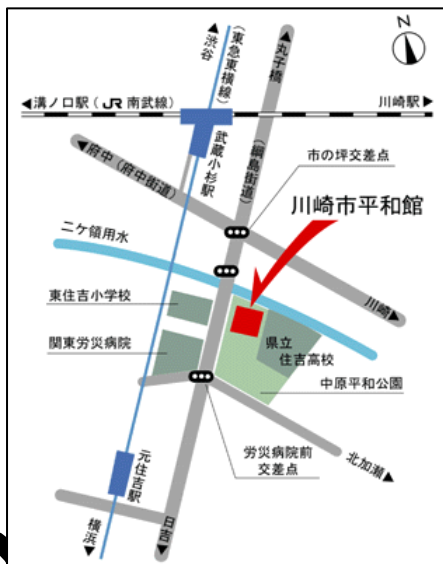 N
▲渋谷
(東急東横線)
▲丸子橋
◀溝ノ口駅(JR 南武線)
川崎駅▶
武蔵小杉駅
(綱島街道)
◀府中(府中街道)
市の坪交差点
川崎市平和館
二ケ領用水
東住吉小学校
川崎▶
関東労災病院
県立
住吉高校
中原平和公園
労災病院前
交差点
北加瀬▶
元住吉駅
横浜▼
日吉▼